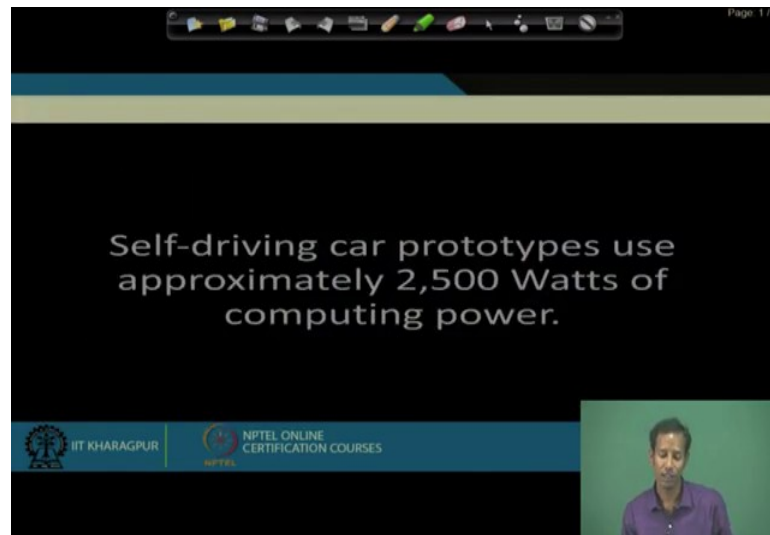 Page: 1 /
Self-driving car prototypes use
approximately 2,500 Watts of
computing power.
IIT KHARAGPUR
NPTEL ONLINE
CERTIFICATION COURSES
NPTEL